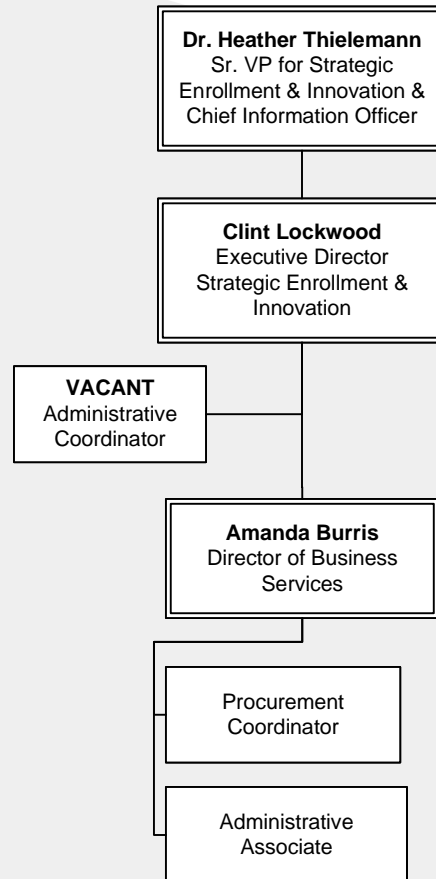 Dr. Heather Thielemann
Sr. VP for Strategic
Enrollment & Innovation &
Chief Information Officer
Clint Lockwood
Executive Director
Strategic Enrollment &
Innovation
VACANT
Administrative
Coordinator
Amanda Burris
Director of Business
Services
Procurement
Coordinator
Administrative
Associate